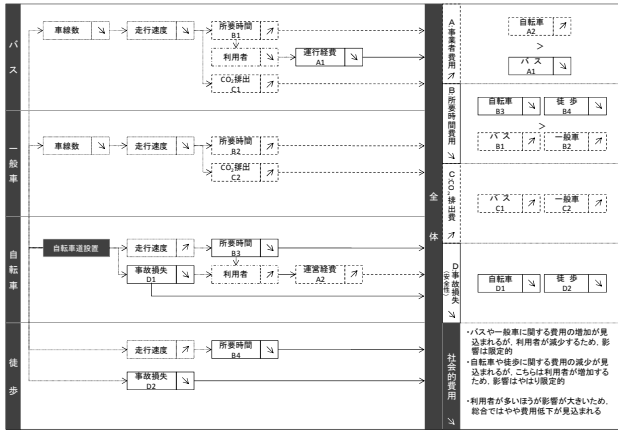 バス
車線数 ↘
走行速度 ↘
所要時間 B1 ↗
利用者 ↘
運行経費 A1 ↘
CO₂排出 C1 ↗
一般車
車線数 ↘
走行速度 ↘
所要時間 B2 ↗
CO₂排出 C2 ↗
自転車
自転車道設置
走行速度 ↗
所要時間 B3 ↘
事故損失 D1 ↘
利用者 ↗
運営経費 A2 ↗
徒歩
走行速度 ↗
所要時間 B4 ↘
事故損失 D2 ↘
全体
A事業者費用 ↗
自転車 A2 ↗
>
バス A1 ↘
B所要時間費用 ↘
自転車 B3 ↘
徒歩 B4 ↘
>
バス B1 ↗
一般車 B2 ↗
C CO₂排出費 ↗
バス C1 ↗
一般車 C2 ↗
D事故損失
(安全性)
↘
自転車 D1 ↘
徒歩 D2 ↘
社会的費用 ↘
・バスや一般車に関する費用の増加が見
込まれるが、利用者が減少するため、影
響は限定的
・自転車や徒歩に関する費用の減少が見
込まれるが、こちらは利用者が増加する
ため、影響はやはり限定的
・利用者が多いほうが影響が大きいため、
総合ではやや費用低下が見込まれる